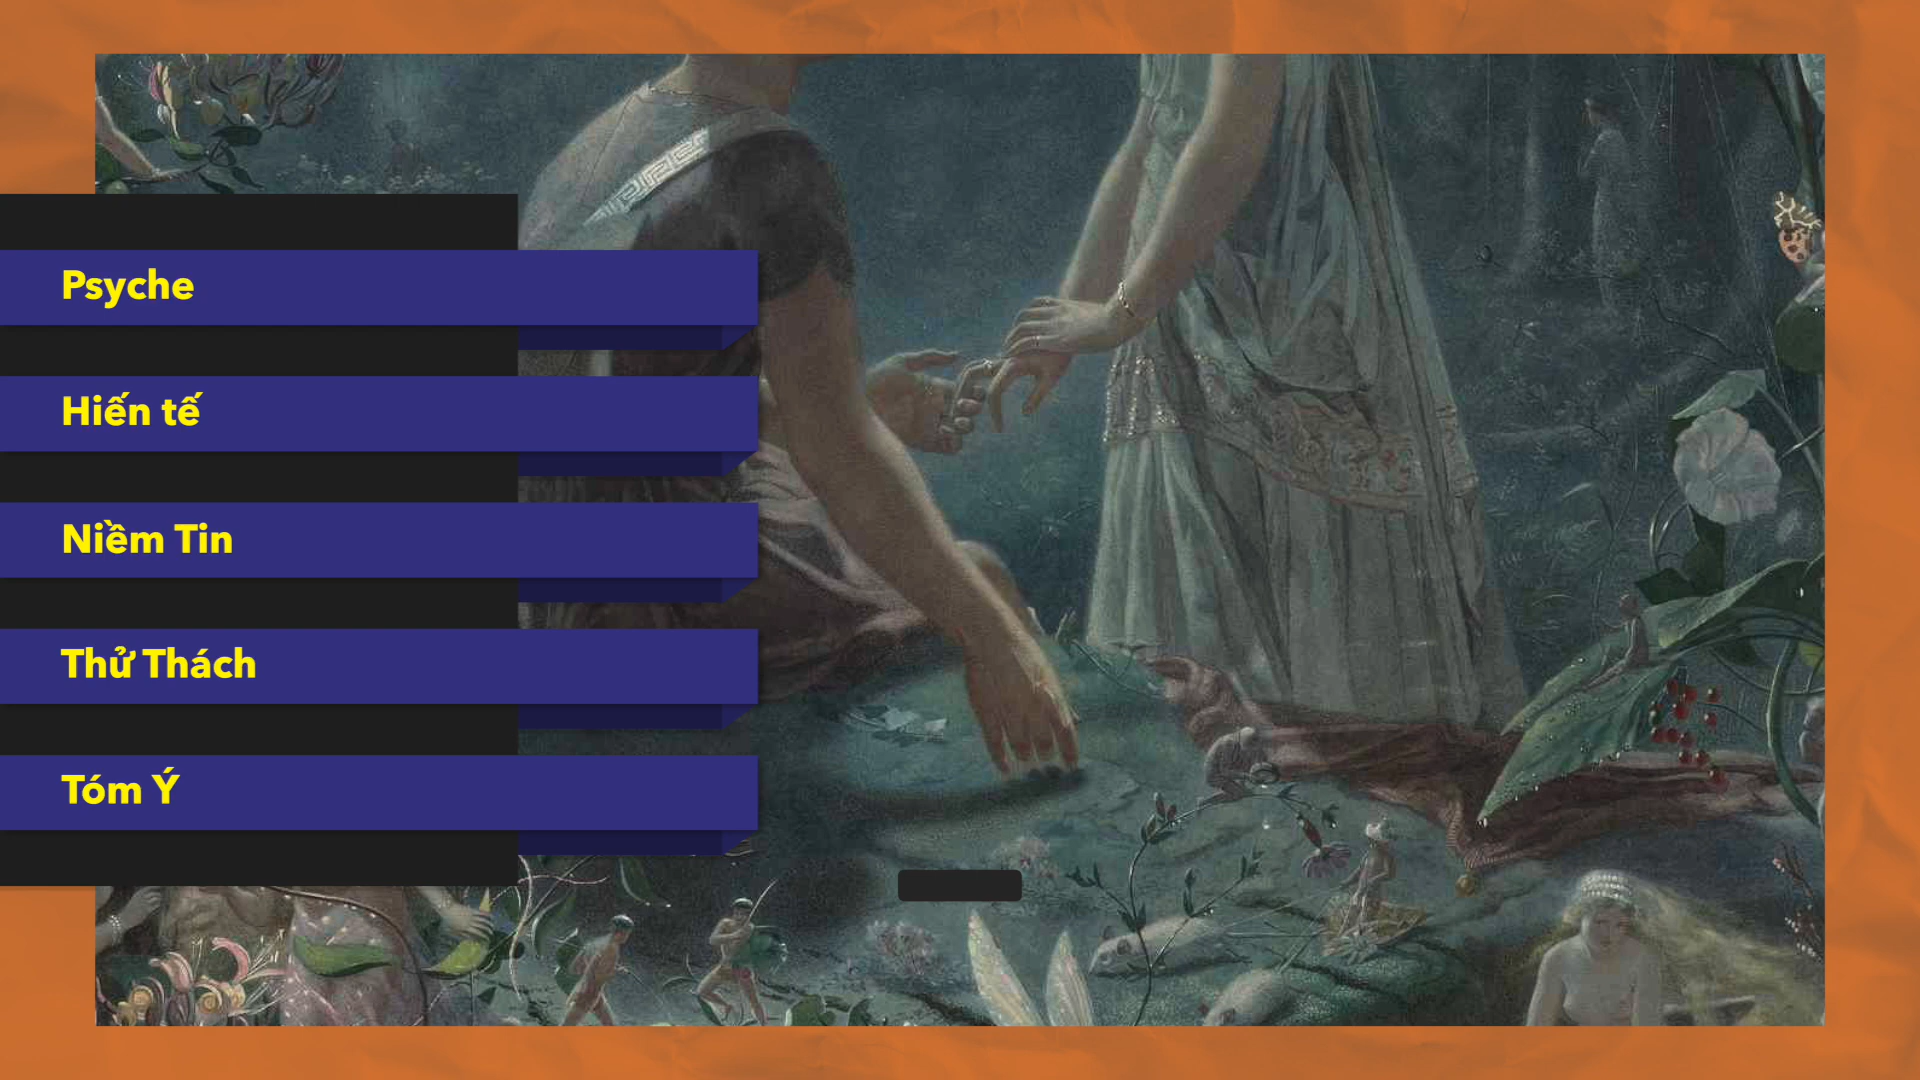 Psyche
Hiến tế
Niềm Tin
Thử Thách
Tóm Ý